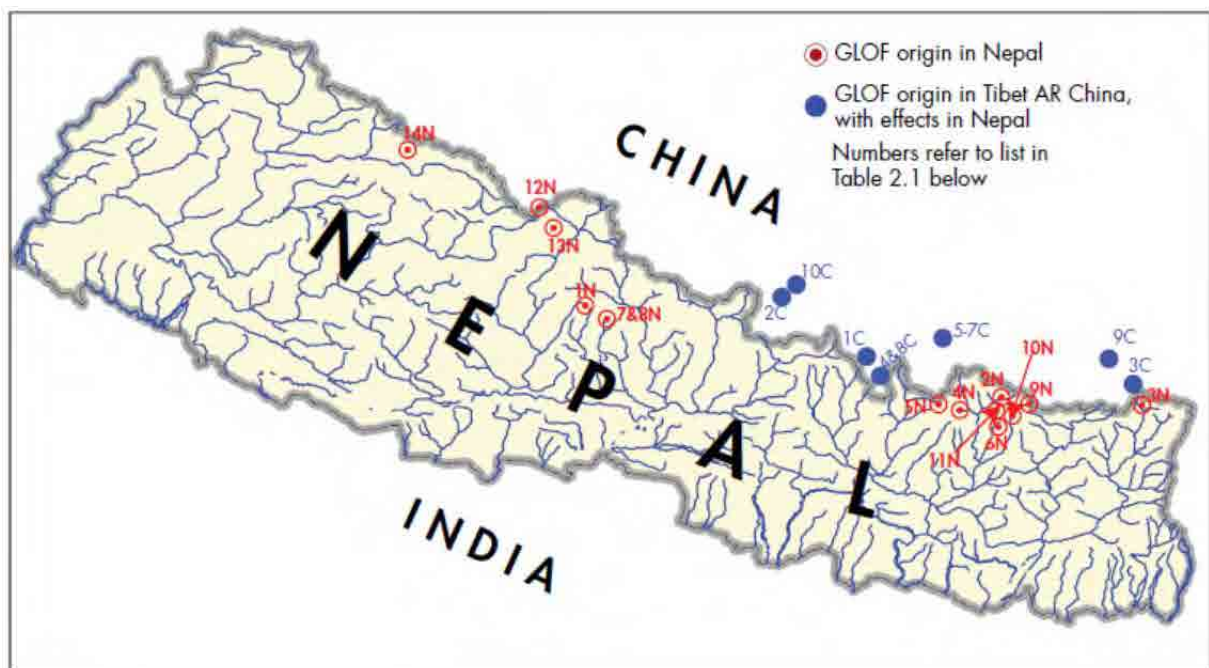 GLOF origin in Nepal
GLOF origin in Tibet AR China,
with effects in Nepal
Numbers refer to list in
Table 2.1 below
CHINA
14N
12N
13N
10C
2C
1N
7&8N
NEPAL
1C
4&8C
5-7C
10N
9C
3C
2N
9N
3N
5N
4N
6N
11N
INDIA